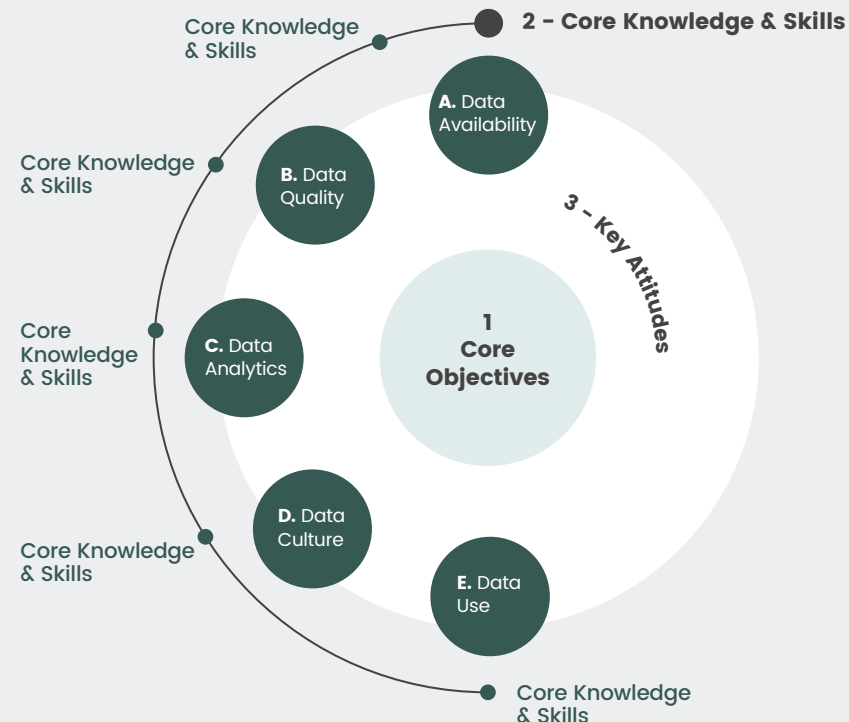 2 - Core Knowledge & Skills
Core Knowledge
& Skills
A. Data
Availability
Core Knowledge
& Skills
B. Data
Quality
3 - Key Attitudes
Core
Knowledge
& Skills
C. Data
Analytics
1
Core
Objectives
Core Knowledge
& Skills
D. Data
Culture
E. Data
Use
Core Knowledge
& Skills